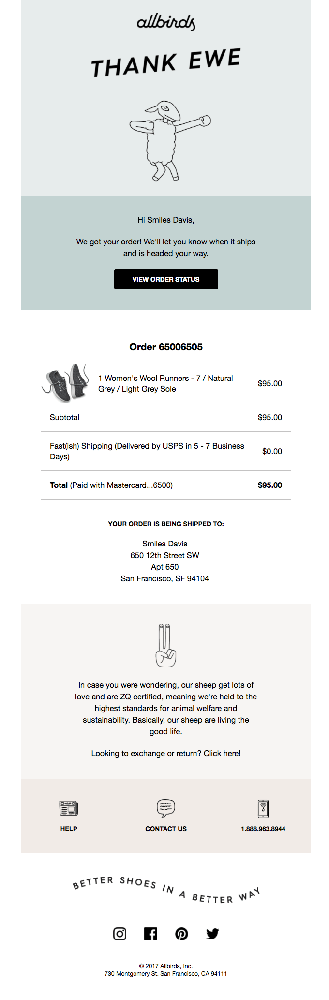 allbirds
THANK EWE
Hi Smiles Davis,
We got your order! We'll let you know when it ships
and is headed your way.
VIEW ORDER STATUS
Order 65006505
1 Women's Wool Runners - 7 / Natural
Grey / Light Grey Sole
$95.00
Subtotal
$95.00
Fast(ish) Shipping (Delivered by USPS in 5 - 7 Business
Days)
$0.00
Total (Paid with Mastercard...6500)
$95.00
YOUR ORDER IS BEING SHIPPED TO:
Smiles Davis
650 12th Street SW
Apt 650
San Francisco, SF 94104
In case you were wondering, our sheep get lots of
love and are ZQ certified, meaning we're held to the
highest standards for animal welfare and
sustainability. Basically, our sheep are living the
good life.
Looking to exchange or return? Click here!
HELP
CONTACT US
1.888.963.8944
BETTER SHOES IN A BETTER WAY
© 2017 Allbirds, Inc.
730 Montgomery St. San Francisco, CA 94111